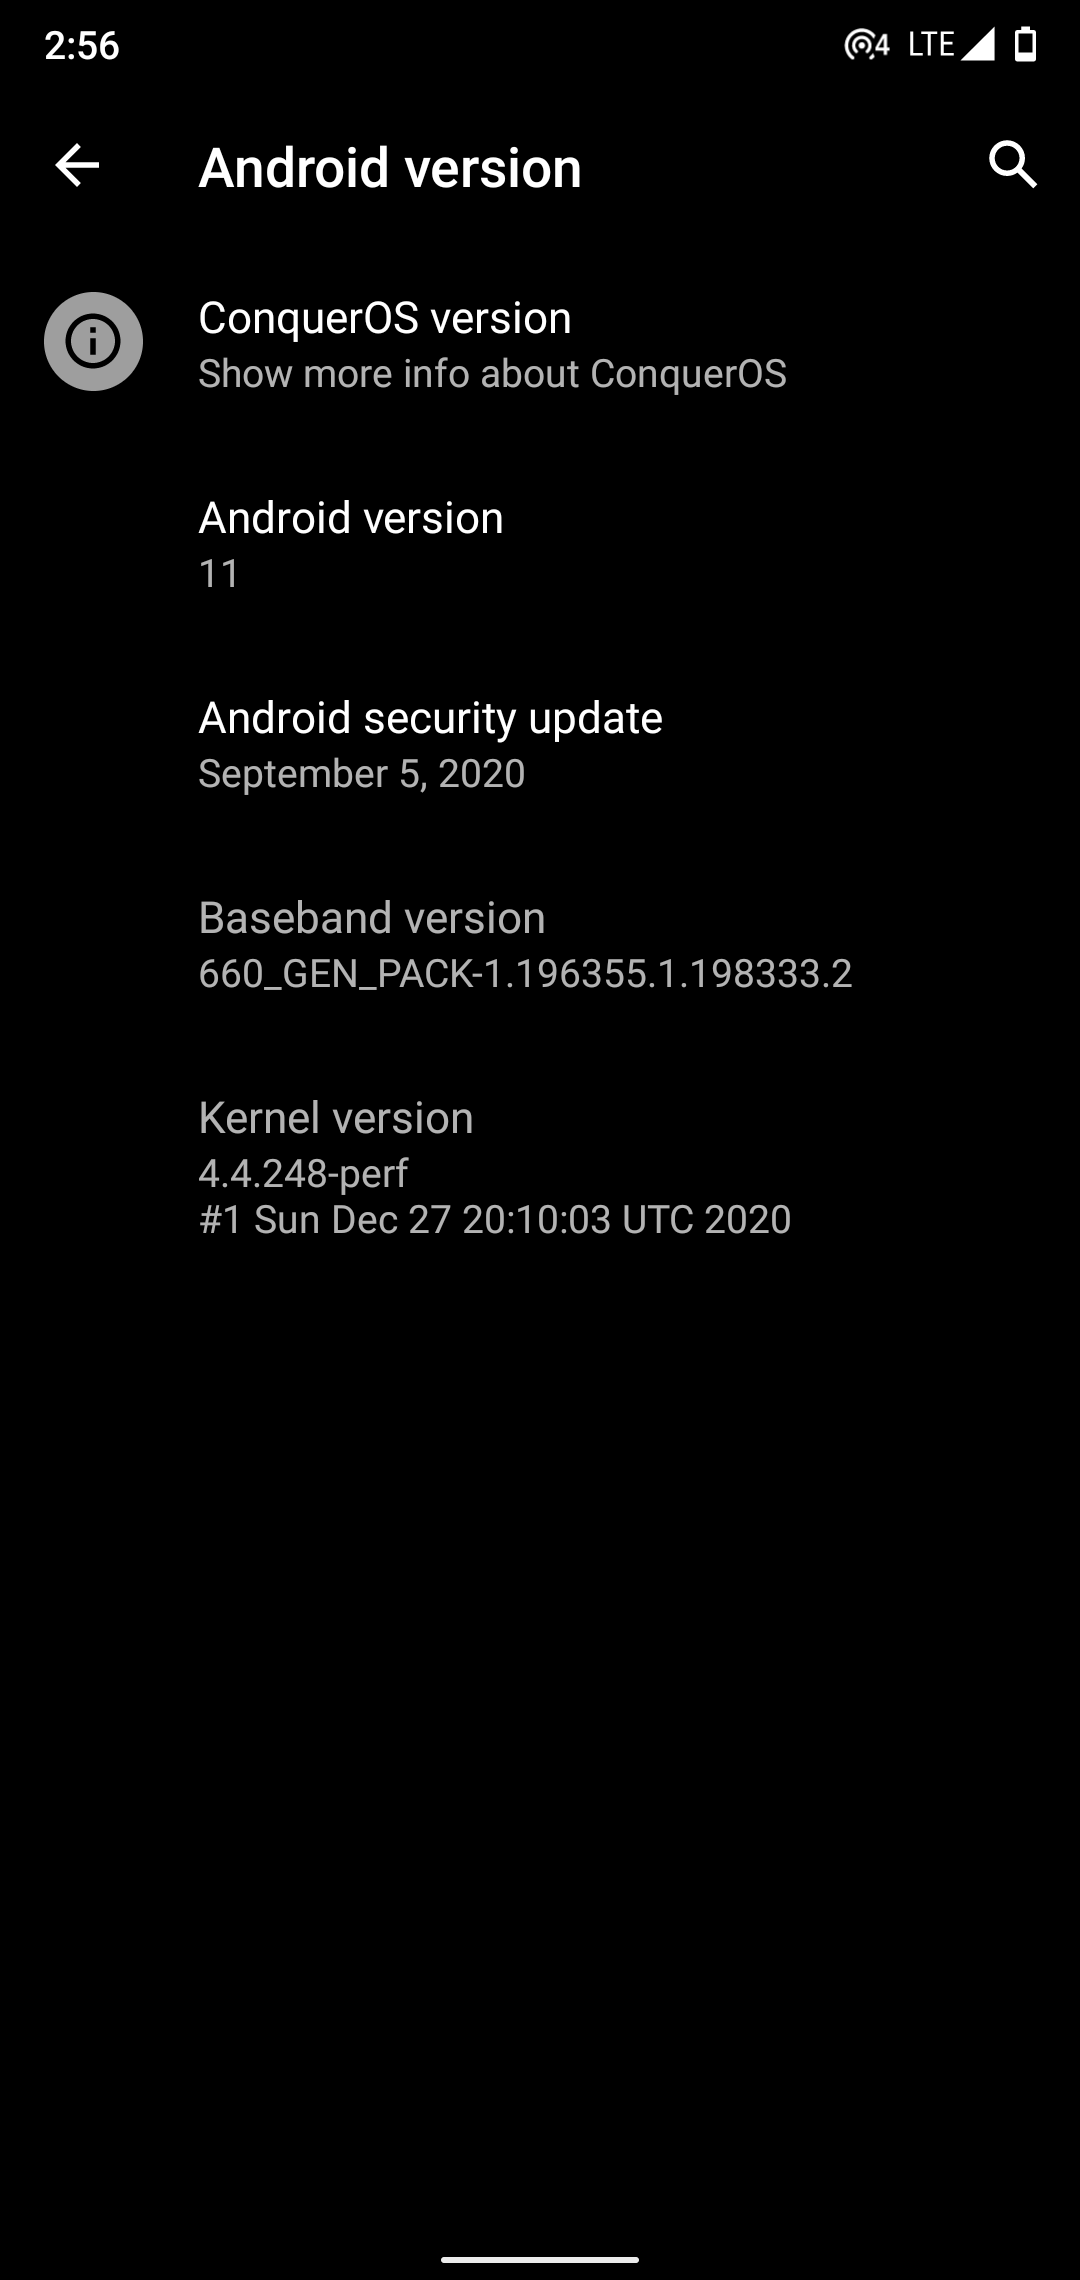 2:56
4 LTE
Android version
ConquerOS version
Show more info about ConquerOS
Android version
11
Android security update
September 5, 2020
Baseband version
660_GEN_PACK-1.196355.1.198333.2
Kernel version
4.4.248-perf
#1 Sun Dec 27 20:10:03 UTC 2020